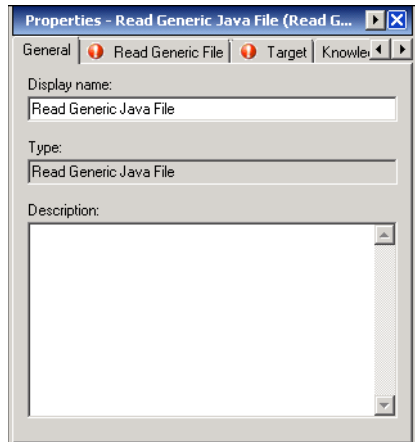 Properties - Read Generic Java File (Read G...
General Read Generic File Target Knowle
Display name:
Read Generic Java File
Type:
Read Generic Java File
Description: